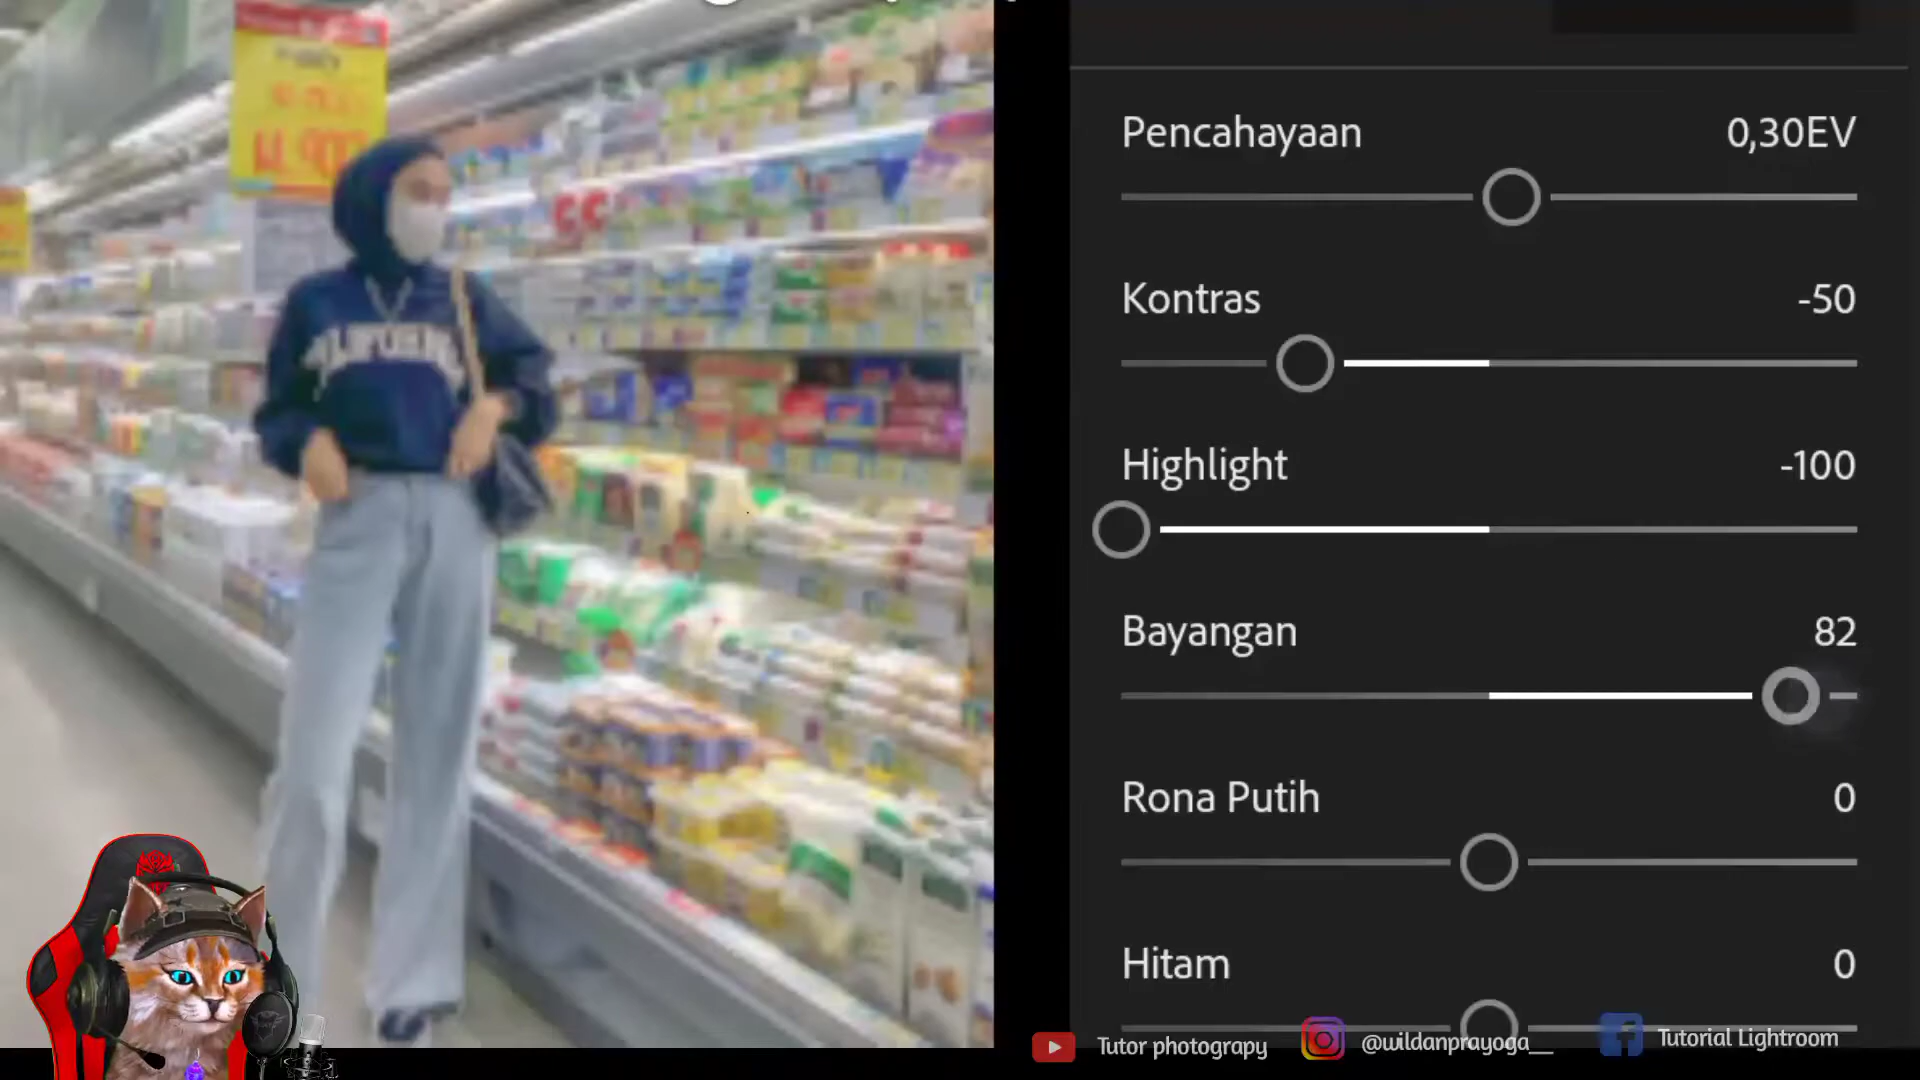 Pencahayaan 0,30EV
Kontras -50
Highlight -100
Bayangan 82
Rona Putih 0
Hitam 0
Tutor photograpy @wildanprayoga__ Tutorial Lightroom